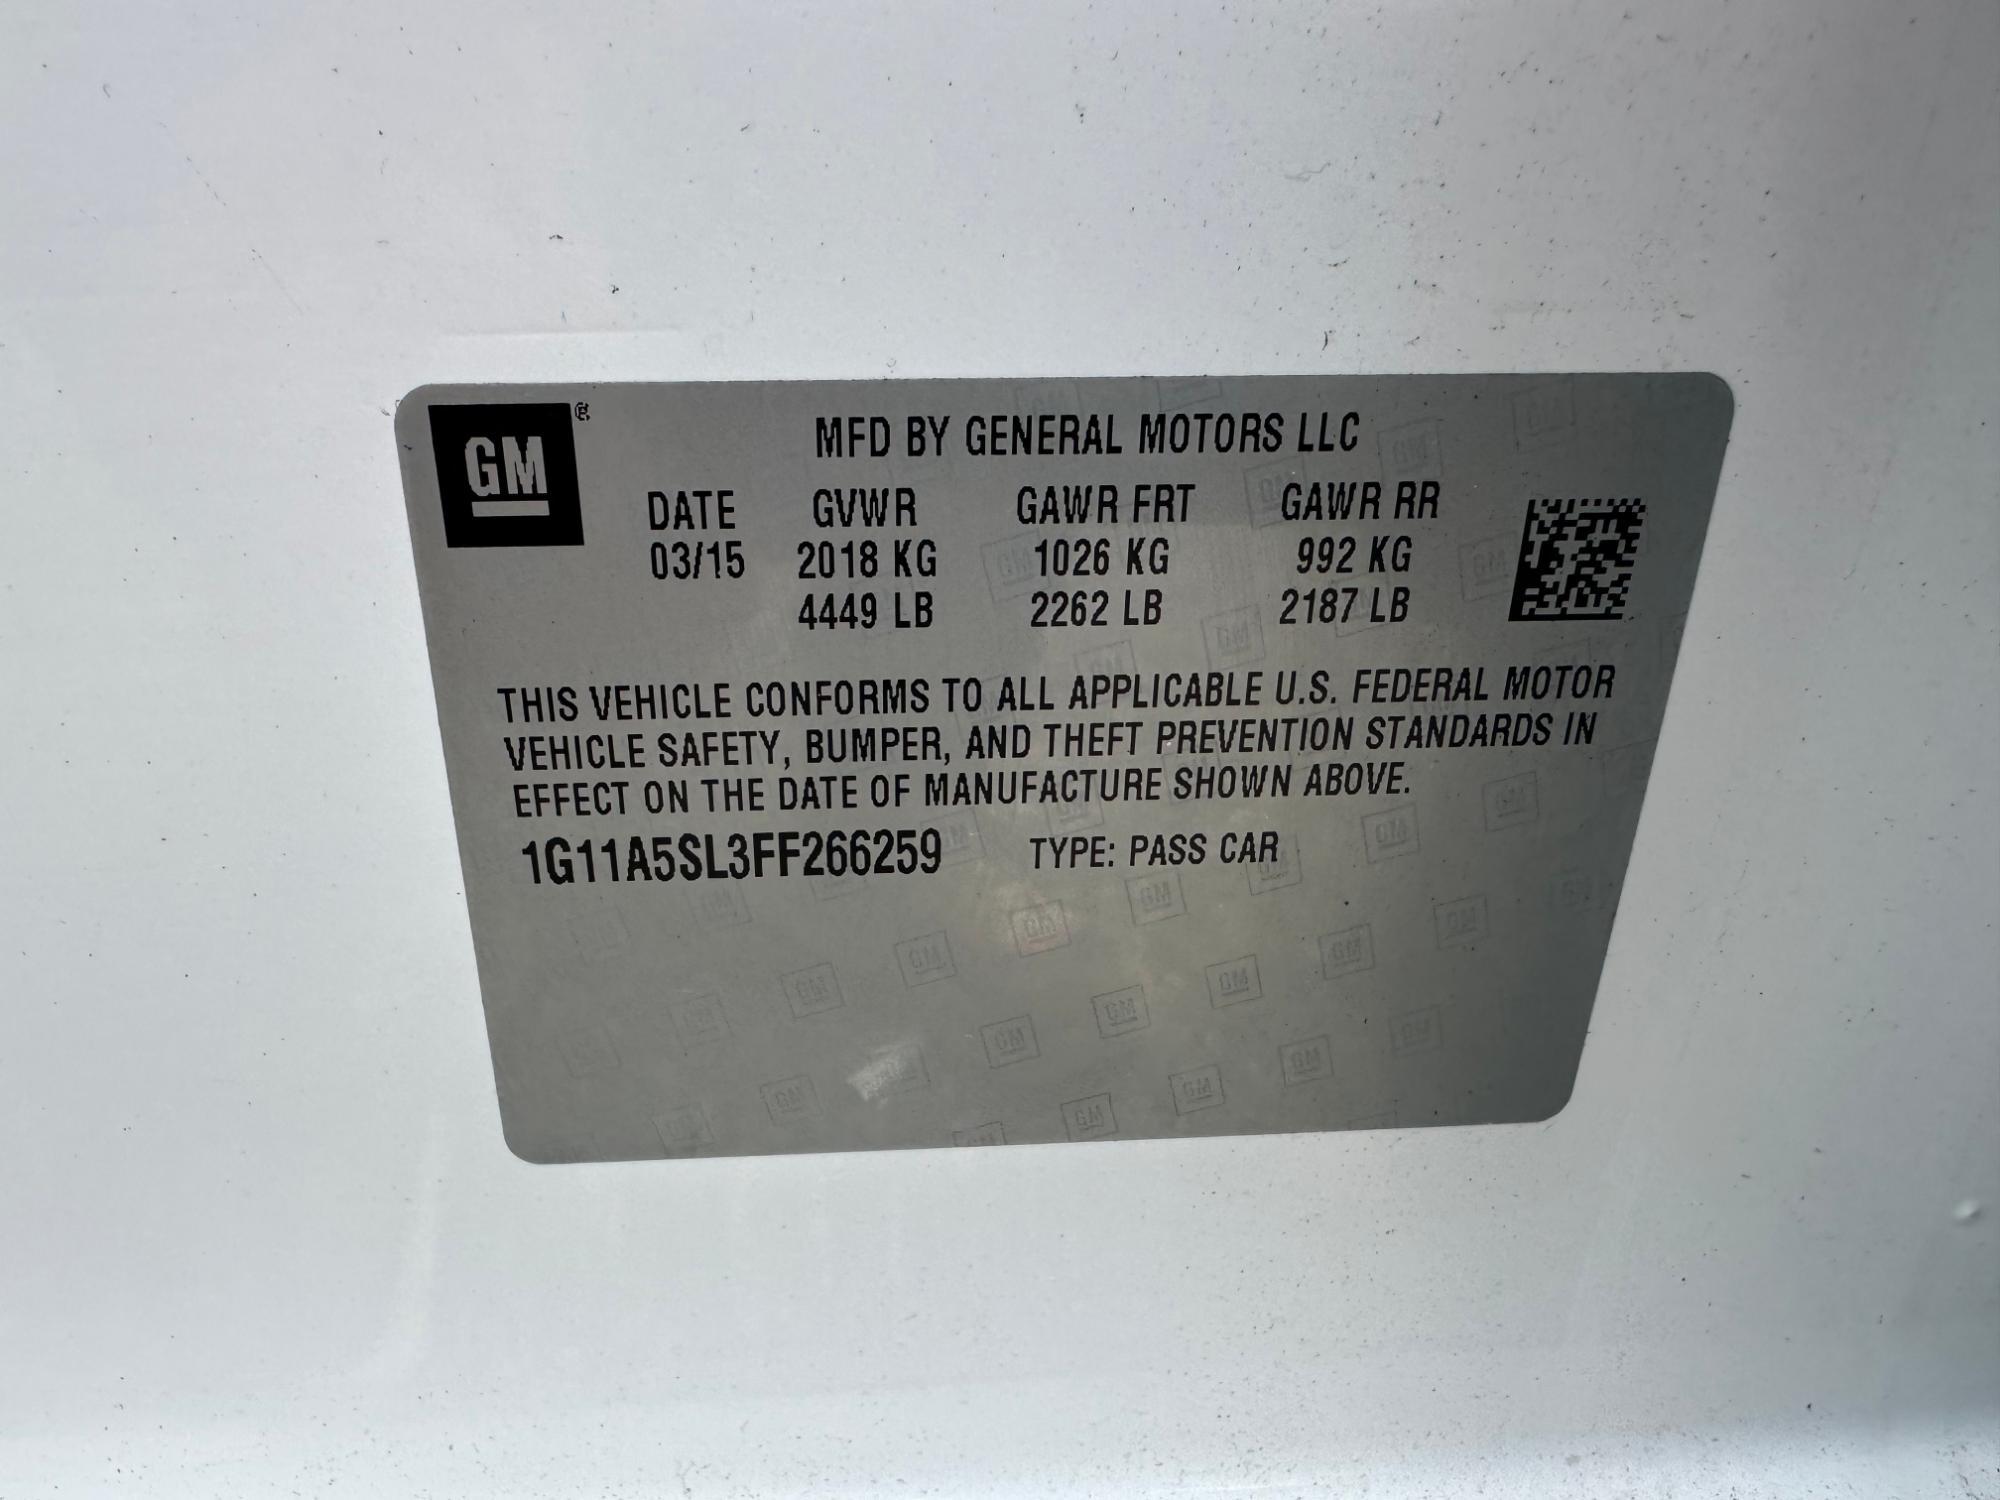 GM ®
MFD BY GENERAL MOTORS LLC
DATE GVWR GAWR FRT GAWR RR
03/15 2018 KG 1026 KG 992 KG
4449 LB 2262 LB 2187 LB
THIS VEHICLE CONFORMS TO ALL APPLICABLE U.S. FEDERAL MOTOR
VEHICLE SAFETY, BUMPER, AND THEFT PREVENTION STANDARDS IN
EFFECT ON THE DATE OF MANUFACTURE SHOWN ABOVE.
1G11A5SL3FF266259 TYPE: PASS CAR